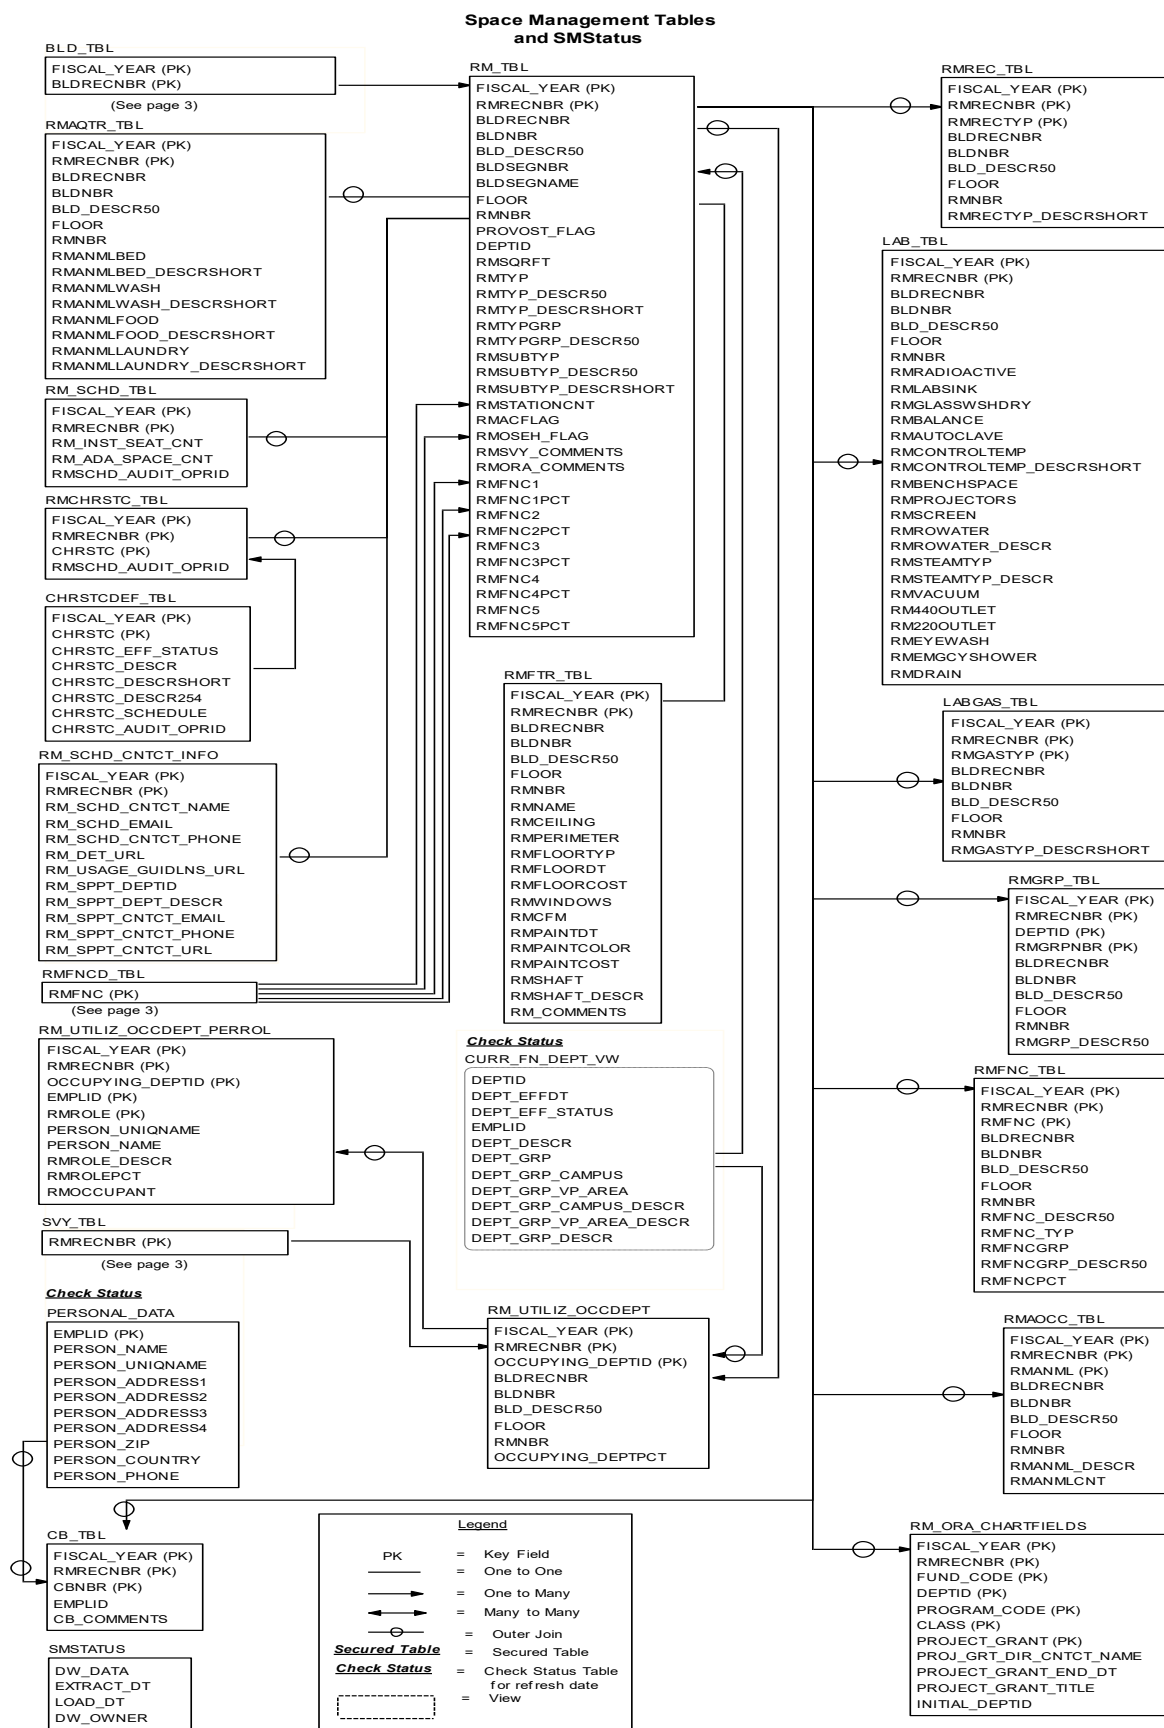 Space Management Tables
and SMStatus
BLD_TBL
FISCAL_YEAR (PK)
BLDRECNBR (PK)
(See page 3)
RMAQTR_TBL
FISCAL_YEAR (PK)
RMRECNBR (PK)
BLDRECNBR
BLDNBR
BLD_DESCR50
FLOOR
RMNBR
RMANMLBED
RMANMLBED_DESCRSHORT
RMANMLWASH
RMANMLWASH_DESCRSHORT
RMANMLFOOD
RMANMLFOOD_DESCRSHORT
RMANMLLAUNDRY
RMANMLLAUNDRY_DESCRSHORT
RM_SCHD_TBL
FISCAL_YEAR (PK)
RMRECNBR (PK)
RM_INST_SEAT_CNT
RM_ADA_SPACE_CNT
RMSCHD_AUDIT_OPRID
RMCHRSTC_TBL
FISCAL_YEAR (PK)
RMRECNBR (PK)
CHRSTC (PK)
RMSCHD_AUDIT_OPRID
CHRSTCDEF_TBL
FISCAL_YEAR (PK)
CHRSTC (PK)
CHRSTC_EFF_STATUS
CHRSTC_DESCR
CHRSTC_DESCRSHORT
CHRSTC_DESCR254
CHRSTC_SCHEDULE
CHRSTC_AUDIT_OPRID
RM_SCHD_CNTCT_INFO
FISCAL_YEAR (PK)
RMRECNBR (PK)
RM_SCHD_CNTCT_NAME
RM_SCHD_EMAIL
RM_SCHD_CNTCT_PHONE
RM_DET_URL
RM_USAGE_GUIDLNS_URL
RM_SPPT_DEPTID
RM_SPPT_DEPT_DESCR
RM_SPPT_CNTCT_EMAIL
RM_SPPT_CNTCT_PHONE
RM_SPPT_CNTCT_URL
RMFNCD_TBL
RMFNC (PK)
(See page 3)
RM_UTILIZ_OCCDEPT_PERROL
FISCAL_YEAR (PK)
RMRECNBR (PK)
OCCUPYING_DEPTID (PK)
EMPLID (PK)
RMROLE (PK)
PERSON_UNIQNAME
PERSON_NAME
RMROLE_DESCR
RMROLEPCT
RMOCCUPANT
SVY_TBL
RMRECNBR (PK)
(See page 3)
Check Status
PERSONAL_DATA
EMPLID (PK)
PERSON_NAME
PERSON_UNIQNAME
PERSON_ADDRESS1
PERSON_ADDRESS2
PERSON_ADDRESS3
PERSON_ADDRESS4
PERSON_ZIP
PERSON_COUNTRY
PERSON_PHONE
CB_TBL
FISCAL_YEAR (PK)
RMRECNBR (PK)
CBNBR (PK)
EMPLID
CB_COMMENTS
SMSTATUS
DW_DATA
EXTRACT_DT
LOAD_DT
DW_OWNER
RM_TBL
FISCAL_YEAR (PK)
RMRECNBR (PK)
BLDRECNBR
BLDNBR
BLD_DESCR50
BLDSEGNBR
BLDSEGNAME
FLOOR
RMNBR
PROVOST_FLAG
DEPTID
RMSQRFT
RMTYP
RMTYP_DESCR50
RMTYP_DESCRSHORT
RMTYPGRP
RMTYPGRP_DESCR50
RMSUBTYP
RMSUBTYP_DESCR50
RMSUBTYP_DESCRSHORT
RMSTATIONCNT
RMACFLAG
RMOSEH_FLAG
RMSVY_COMMENTS
RMORA_COMMENTS
RMFNC1
RMFNC1PCT
RMFNC2
RMFNC2PCT
RMFNC3
RMFNC3PCT
RMFNC4
RMFNC4PCT
RMFNC5
RMFNC5PCT
RMFTR_TBL
FISCAL_YEAR (PK)
RMRECNBR (PK)
BLDRECNBR
BLDNBR
BLD_DESCR50
FLOOR
RMNBR
RMNAME
RMCEILING
RMPERIMETER
RMFLOORTYP
RMFLOORDT
RMFLOORCOST
RMWINDOWS
RMCFM
RMPAINTDT
RMPAINTCOLOR
RMPAINTCOST
RMSHAFT
RMSHAFT_DESCR
RM_COMMENTS
Check Status
CURR_FN_DEPT_VW
DEPTID
DEPT_EFFDT
DEPT_EFF_STATUS
EMPLID
DEPT_DESCR
DEPT_GRP
DEPT_GRP_CAMPUS
DEPT_GRP_VP_AREA
DEPT_GRP_CAMPUS_DESCR
DEPT_GRP_VP_AREA_DESCR
DEPT_GRP_DESCR
RM_UTILIZ_OCCDEPT
FISCAL_YEAR (PK)
RMRECNBR (PK)
OCCUPYING_DEPTID (PK)
BLDRECNBR
BLDNBR
BLD_DESCR50
FLOOR
RMNBR
OCCUPYING_DEPTPCT
Legend
PK = Key Field
= One to One
= One to Many
= Many to Many
= Outer Join
Secured Table = Secured Table
Check Status = Check Status Table
for refresh date
= View
RMREC_TBL
FISCAL_YEAR (PK)
RMRECNBR (PK)
RMRECTYP (PK)
BLDRECNBR
BLDNBR
BLD_DESCR50
FLOOR
RMNBR
RMRECTYP_DESCRSHORT
LAB_TBL
FISCAL_YEAR (PK)
RMRECNBR (PK)
BLDRECNBR
BLDNBR
BLD_DESCR50
FLOOR
RMNBR
RMRADIOACTIVE
RMLABSINK
RMGLASSWSHDRY
RMBALANCE
RMAUTOCLAVE
RMCONTROLTEMP
RMCONTROLTEMP_DESCRSHORT
RMBENCHSPACE
RMPROJECTORS
RMSCREEN
RMROWATER
RMROWATER_DESCR
RMSTEAMTYP
RMSTEAMTYP_DESCR
RMVACUUM
RM440OUTLET
RM220OUTLET
RMEYEWASH
RMEMGCYSHOWER
RMDRAIN
LABGAS_TBL
FISCAL_YEAR (PK)
RMRECNBR (PK)
RMGASTYP (PK)
BLDRECNBR
BLDNBR
BLD_DESCR50
FLOOR
RMNBR
RMGASTYP_DESCRSHORT
RMGRP_TBL
FISCAL_YEAR (PK)
RMRECNBR (PK)
DEPTID (PK)
RMGRPNBR (PK)
BLDRECNBR
BLDNBR
BLD_DESCR50
FLOOR
RMNBR
RMGRP_DESCR50
RMFNC_TBL
FISCAL_YEAR (PK)
RMRECNBR (PK)
RMFNC (PK)
BLDRECNBR
BLDNBR
BLD_DESCR50
FLOOR
RMNBR
RMFNC_DESCR50
RMFNC_TYP
RMFNCGRP
RMFNCGRP_DESCR50
RMFNCPCT
RMAOCC_TBL
FISCAL_YEAR (PK)
RMRECNBR (PK)
RMANML (PK)
BLDRECNBR
BLDNBR
BLD_DESCR50
FLOOR
RMNBR
RMANML_DESCR
RMANMLCNT
RM_ORA_CHARTFIELDS
FISCAL_YEAR (PK)
RMRECNBR (PK)
FUND_CODE (PK)
DEPTID (PK)
PROGRAM_CODE (PK)
CLASS (PK)
PROJECT_GRANT (PK)
PROJ_GRT_DIR_CNTCT_NAME
PROJECT_GRANT_END_DT
PROJECT_GRANT_TITLE
INITIAL_DEPTID